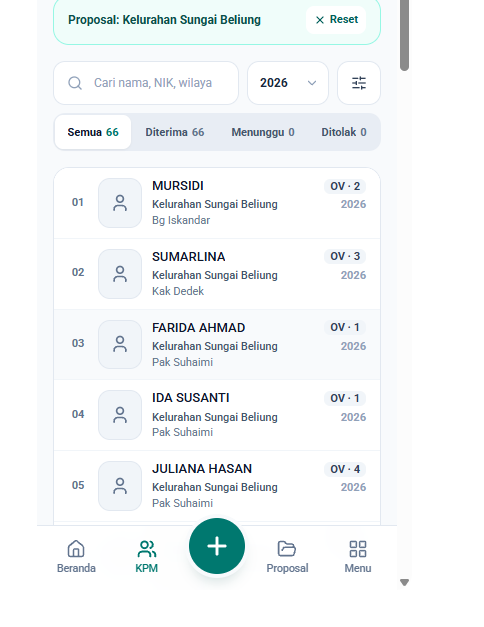 Proposal: Kelurahan Sungai Beliung
Reset
Cari nama, NIK, wilaya
2026
Semua 66 Diterima 66 Menunggu 0 Ditolak 0
01
MURSIDI
OV · 2
Kelurahan Sungai Beliung
2026
Bg Iskandar
02
SUMARLINA
OV · 3
Kelurahan Sungai Beliung
2026
Kak Dedek
03
FARIDA AHMAD
OV · 1
Kelurahan Sungai Beliung
2026
Pak Suhaimi
04
IDA SUSANTI
OV · 1
Kelurahan Sungai Beliung
2026
Pak Suhaimi
05
JULIANA HASAN
OV · 4
Kelurahan Sungai Beliung
2026
Pak Suhaimi
Beranda KPM Proposal Menu